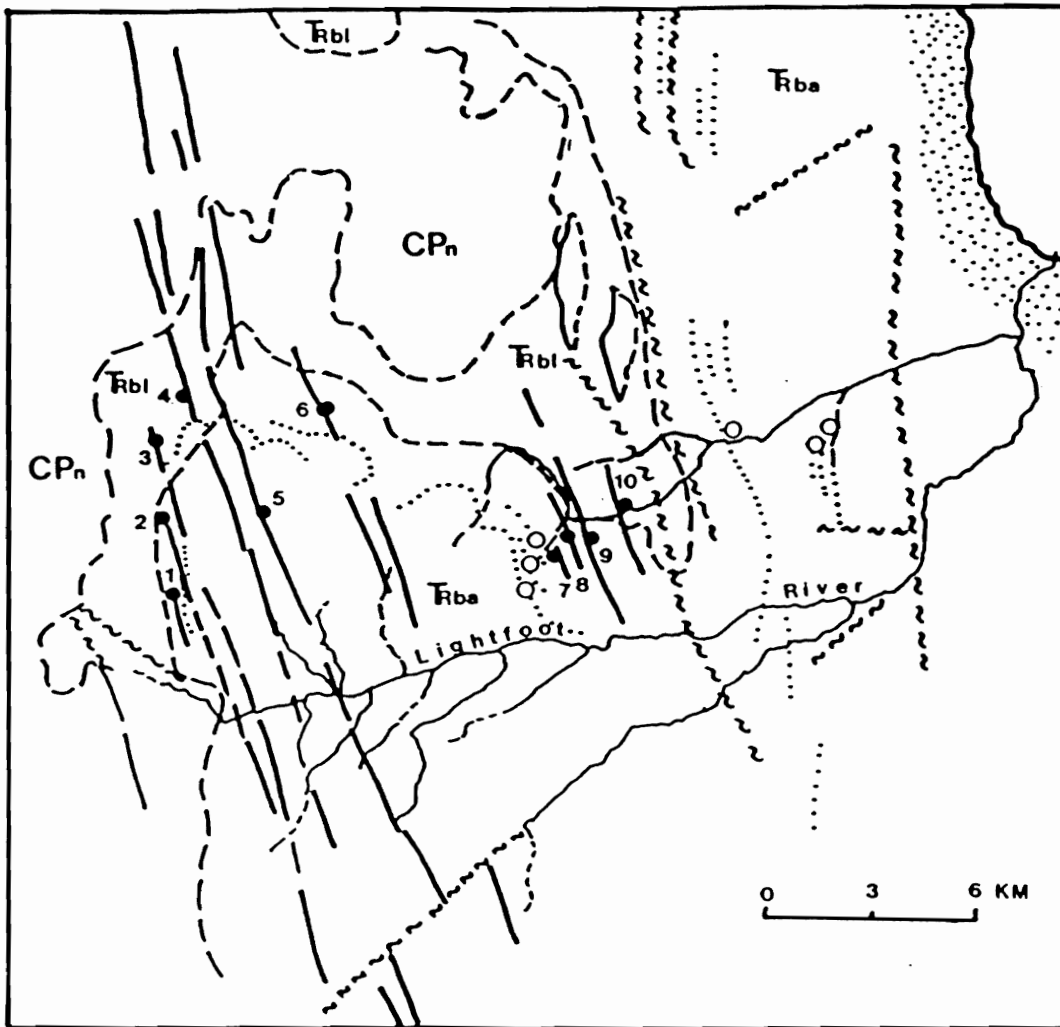 TRbl
TRba
CPn
TRbl
TRbl
4
6
3
CPn
10
5
2
9
8
7
1
TRba
River
Lightfoot
0 3 6 KM